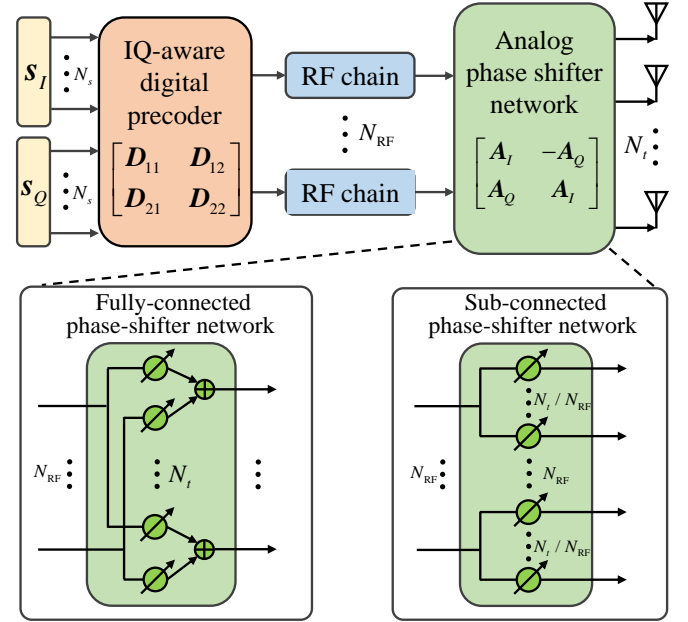 s_I
N_s
s_Q
N_s
IQ-aware
digital
precoder
D_11 D_12
D_21 D_22
RF chain
N_RF
RF chain
Analog
phase shifter
network
A_I -A_Q
A_Q A_I
N_t
Fully-connected
phase-shifter network
N_RF
N_t
Sub-connected
phase-shifter network
N_t / N_RF
N_RF
N_RF
N_t / N_RF